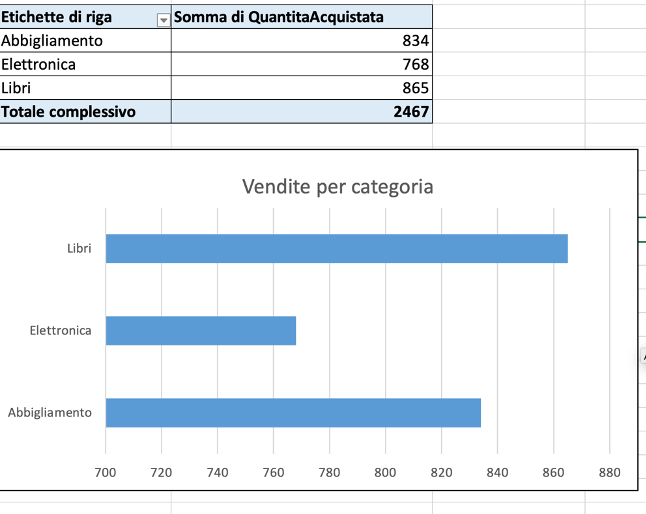 Etichette di riga Somma di QuantitaAcquistata
Abbigliamento 834
Elettronica 768
Libri 865
Totale complessivo 2467
Vendite per categoria
Libri
Elettronica
Abbigliamento
700 720 740 760 780 800 820 840 860 880